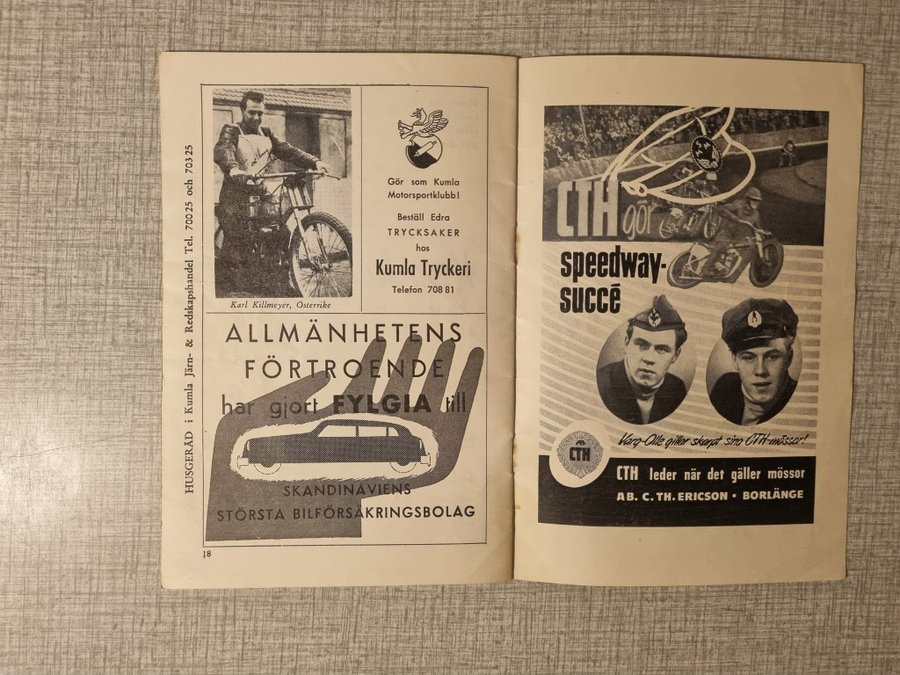 HUSGERÅD i Kumla Järn- & Redskapshandel Tel. 700 25 och 703 25
Karl Killmeyer, Österrike
Gör som Kumla
Motorsportklubb!
Beställ Edra
TRYCKSAKER
hos
Kumla Tryckeri
Telefon 708 81
ALLMÄNHETENS
FÖRTROENDE
har gjort FYLGIA till
SKANDINAVIENS
STÖRSTA BILFÖRSÄKRINGSBOLAG
18
CTH gör
speedway-
succé
Varg-Olle gillar skarpt sina CTH-mössor!
CTH
CTH leder när det gäller mössor
AB. C. TH. ERICSON • BORLÄNGE